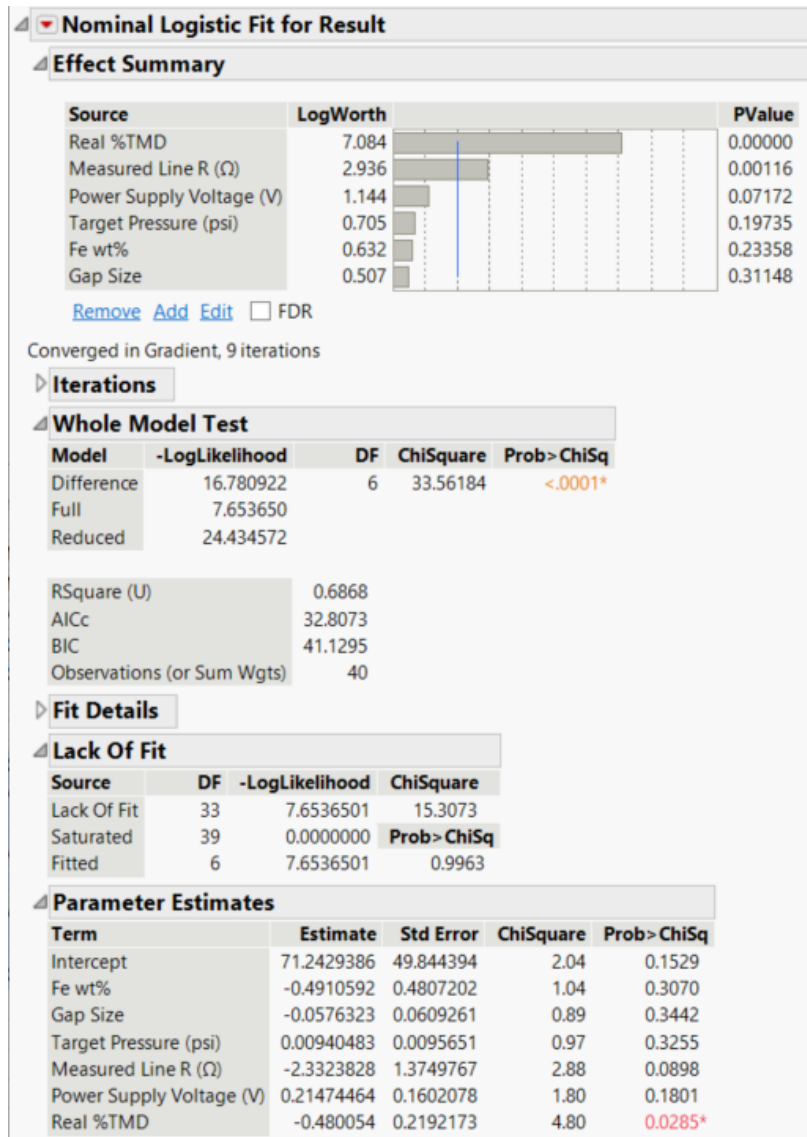 Nominal Logistic Fit for Result
Effect Summary
Source LogWorth PValue
Real %TMD 7.084 0.00000
Measured Line R (Ω) 2.936 0.00116
Power Supply Voltage (V) 1.144 0.07172
Target Pressure (psi) 0.705 0.19735
Fe wt% 0.632 0.23358
Gap Size 0.507 0.31148
Remove Add Edit FDR
Converged in Gradient, 9 iterations
Iterations
Whole Model Test
Model -LogLikelihood DF ChiSquare Prob>ChiSq
Difference 16.780922 6 33.56184 <.0001*
Full 7.653650
Reduced 24.434572
RSquare (U) 0.6868
AICc 32.8073
BIC 41.1295
Observations (or Sum Wgts) 40
Fit Details
Lack Of Fit
Source DF -LogLikelihood ChiSquare
Lack Of Fit 33 7.6536501 15.3073
Saturated 39 0.0000000 Prob>ChiSq
Fitted 6 7.6536501 0.9963
Parameter Estimates
Term Estimate Std Error ChiSquare Prob>ChiSq
Intercept 71.2429386 49.844394 2.04 0.1529
Fe wt% -0.4910592 0.4807202 1.04 0.3070
Gap Size -0.0576323 0.0609261 0.89 0.3442
Target Pressure (psi) 0.00940483 0.0095651 0.97 0.3255
Measured Line R (Ω) -2.3323828 1.3749767 2.88 0.0898
Power Supply Voltage (V) 0.21474464 0.1602078 1.80 0.1801
Real %TMD -0.480054 0.2192173 4.80 0.0285*